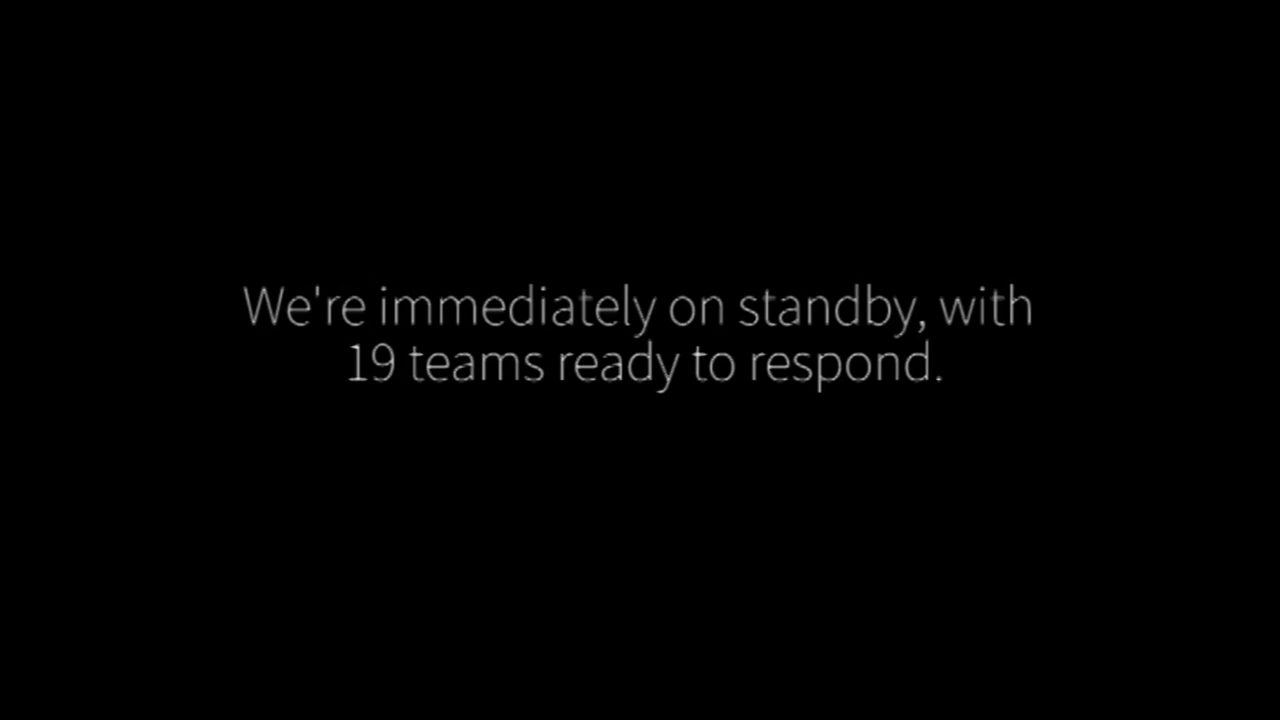 We're immediately on standby, with
19 teams ready to respond.